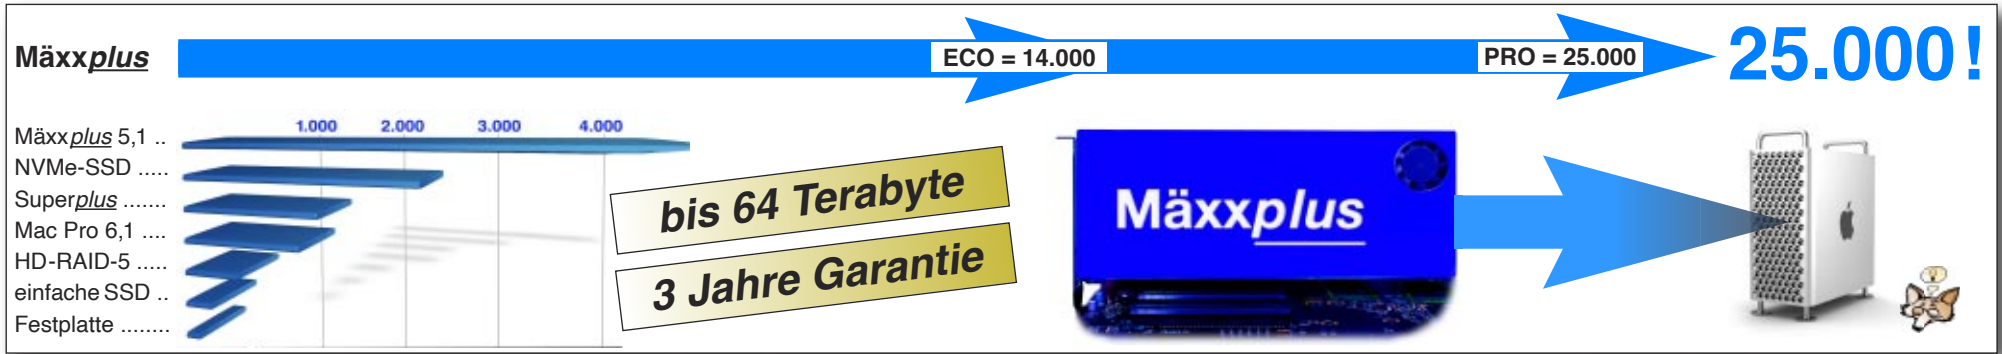 Mäxxplus
ECO = 14.000
PRO = 25.000
25.000!
1.000 2.000 3.000 4.000
Mäxxplus 5,1 ..
NVMe-SSD .....
Superplus .......
Mac Pro 6,1 ....
HD-RAID-5 .....
einfache SSD ..
Festplatte ........
bis 64 Terabyte
3 Jahre Garantie
Mäxxplus